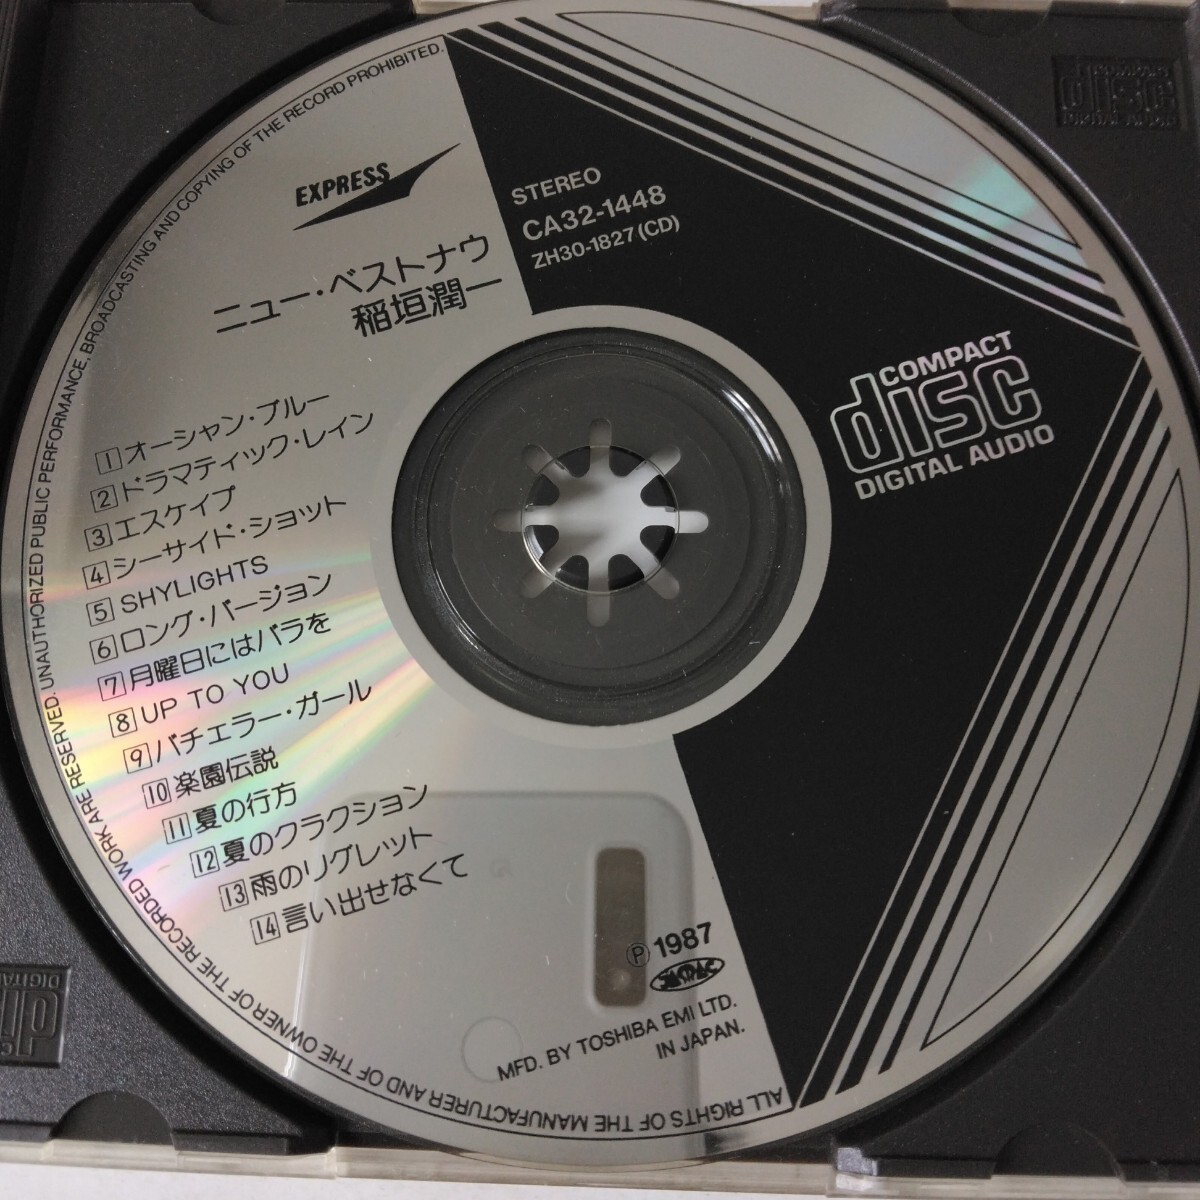 EXPRESS
ニュー・ベストナウ
稲垣潤一
STEREO
CA32-1448
ZH30-1827(CD)
COMPACT
disc
DIGITAL AUDIO
1 オーシャン・ブルー
2 ドラマティック・レイン
3 エスケイプ
4 シーサイド・ショット
5 SHYLIGHTS
6 ロング・バージョン
7 月曜日にはバラを
8 UP TO YOU
9 バチェラー・ガール
10 楽園伝説
11 夏の行方
12 夏のクラクション
13 雨のリグレット
14 言い出せなくて
Ⓟ1987
JASRAC
MFD. BY TOSHIBA EMI LTD.
IN JAPAN.
ALL RIGHTS OF THE MANUFACTURER AND OF THE OWNER OF THE RECORDED WORK ARE RESERVED. UNAUTHORIZED PUBLIC PERFORMANCE, BROADCASTING AND COPYING OF THE RECORD PROHIBITED.
COMPACT
disc
DIGITAL AUDIO